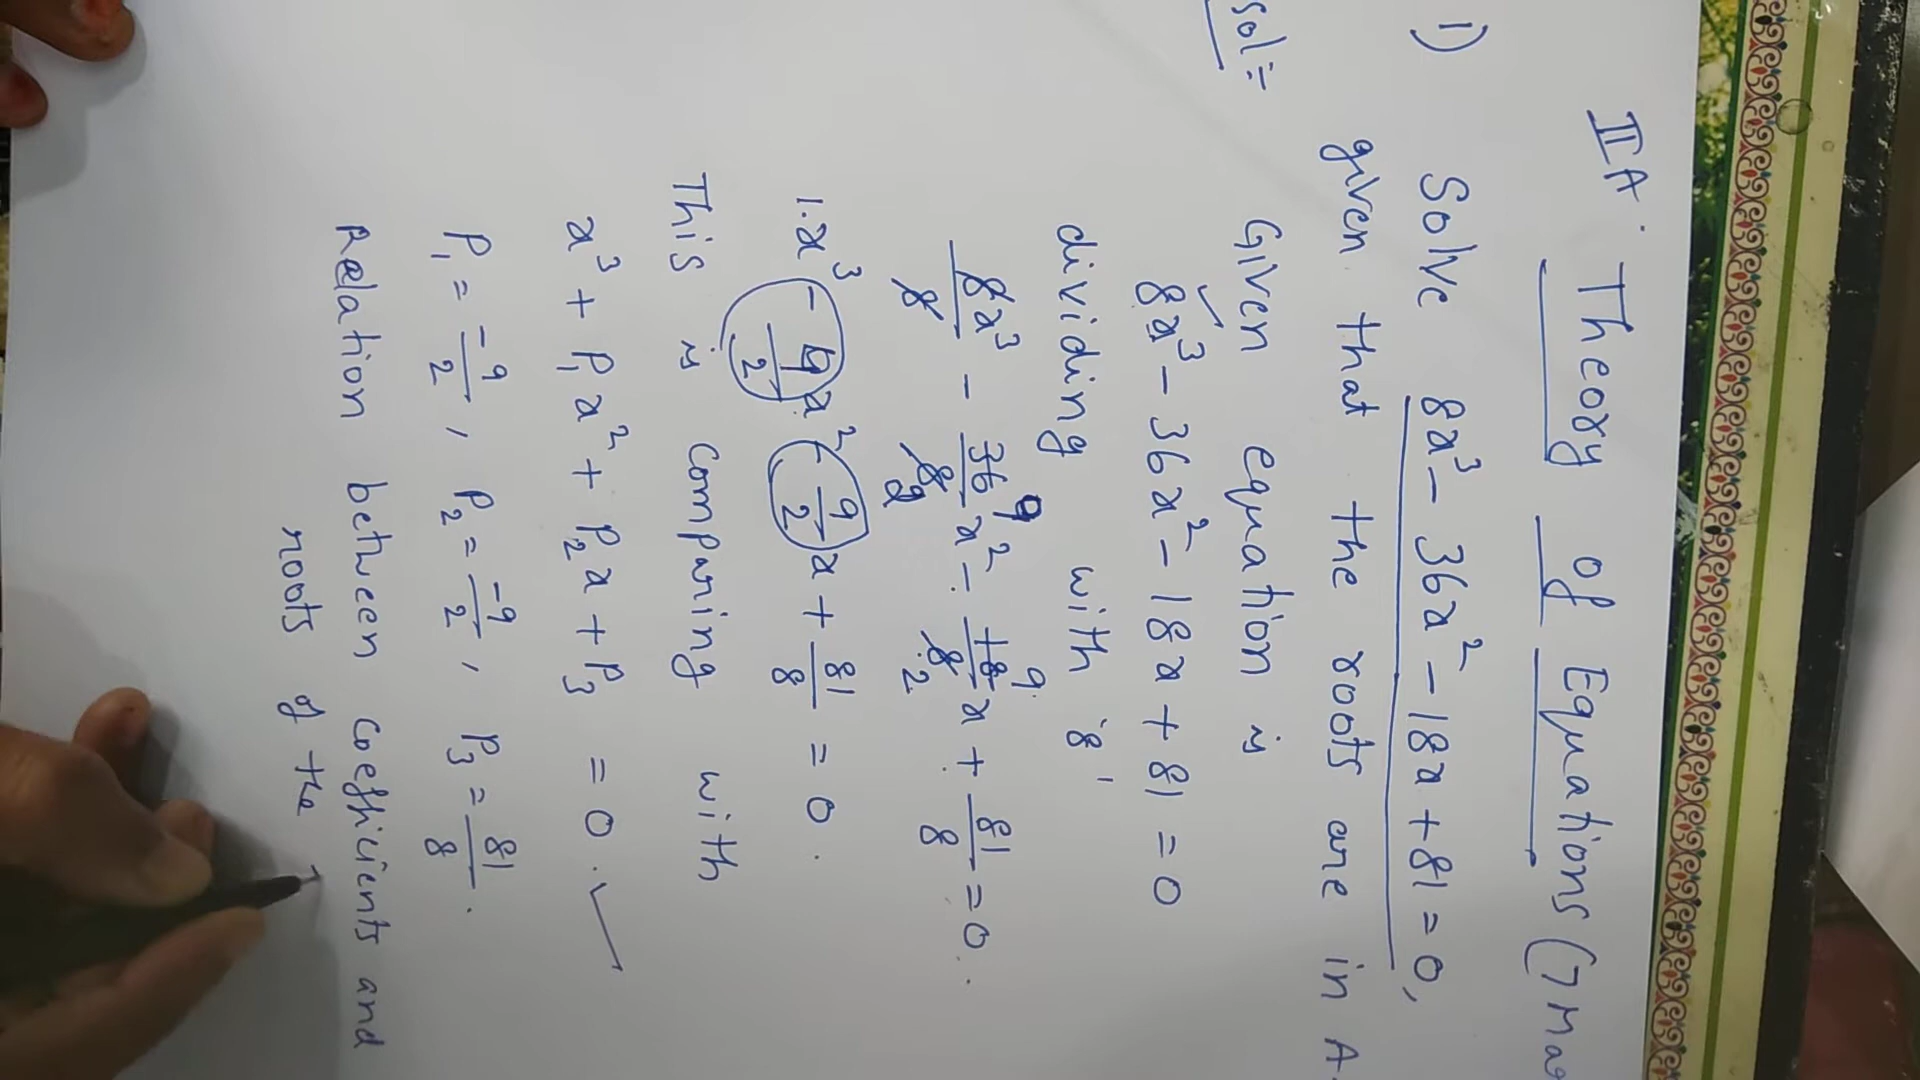 IIA. Theory of Equations (7 Ma
1) Solve 8x³ - 36x² - 18x + 81 = 0,
given that the roots are in A.
sol:- Given equation is
8x³ - 36x² - 18x + 81 = 0
dividing with '8'
8x³/8 - 36/8 x² - 18/8 x + 81/8 = 0.
1.x³ - 9/2 x² - 9/2 x + 81/8 = 0.
This is comparing with
x³ + P₁x² + P₂x + P₃ = 0.
P₁ = -9/2, P₂ = -9/2, P₃ = 81/8.
Relation between coefficients and
roots of the